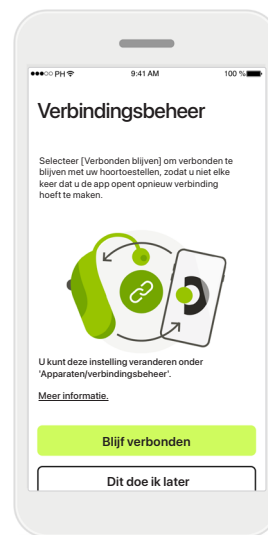 ●●●○○ PH 9:41 AM 100 %
Verbindingsbeheer
Selecteer [Verbonden blijven] om verbonden te
blijven met uw hoortoestellen, zodat u niet elke
keer dat u de app opent opnieuw verbinding
hoeft te maken.
U kunt deze instelling veranderen onder
'Apparaten/verbindingsbeheer'.
Meer informatie.
Blijf verbonden
Dit doe ik later